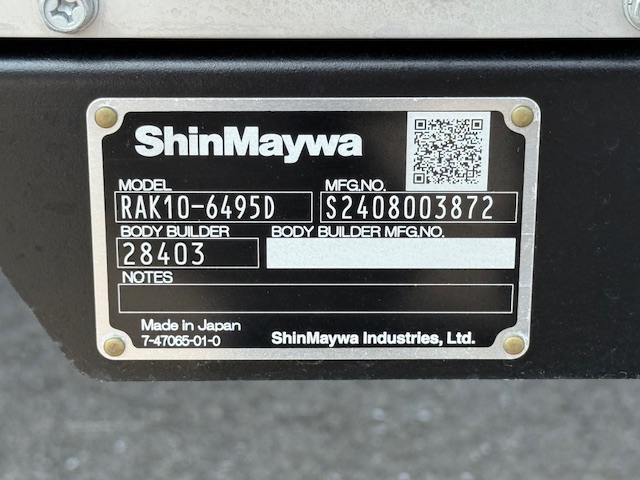 ShinMaywa
MODEL MFG.NO.
RAK10-6495D S2408003872
BODY BUILDER BODY BUILDER MFG.NO.
28403
NOTES
Made in Japan
7-47065-01-0 ShinMaywa Industries, Ltd.